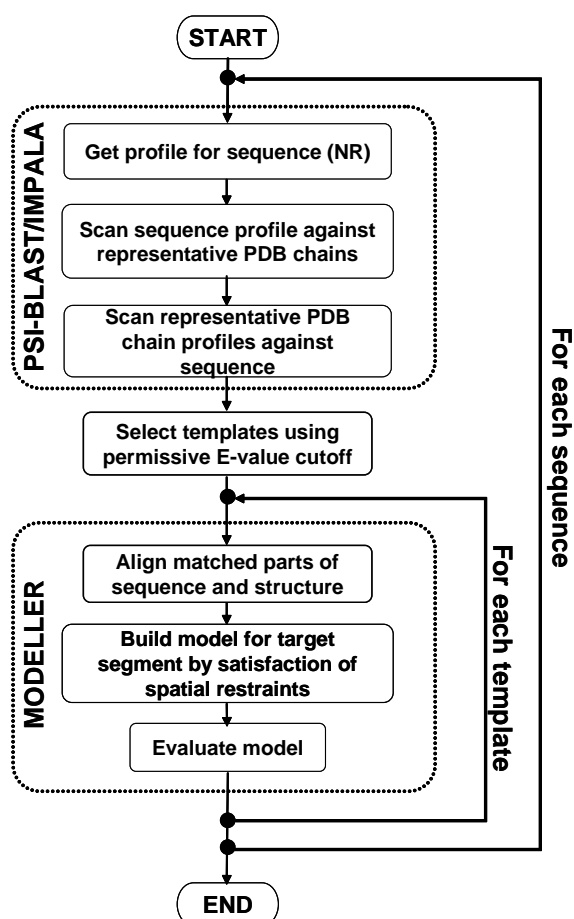 START
PSI-BLAST/IMPALA
Get profile for sequence (NR)
Scan sequence profile against
representative PDB chains
Scan representative PDB
chain profiles against
sequence
Select templates using
permissive E-value cutoff
For each sequence
MODELLER
Align matched parts of
sequence and structure
Build model for target
segment by satisfaction of
spatial restraints
Evaluate model
For each template
END